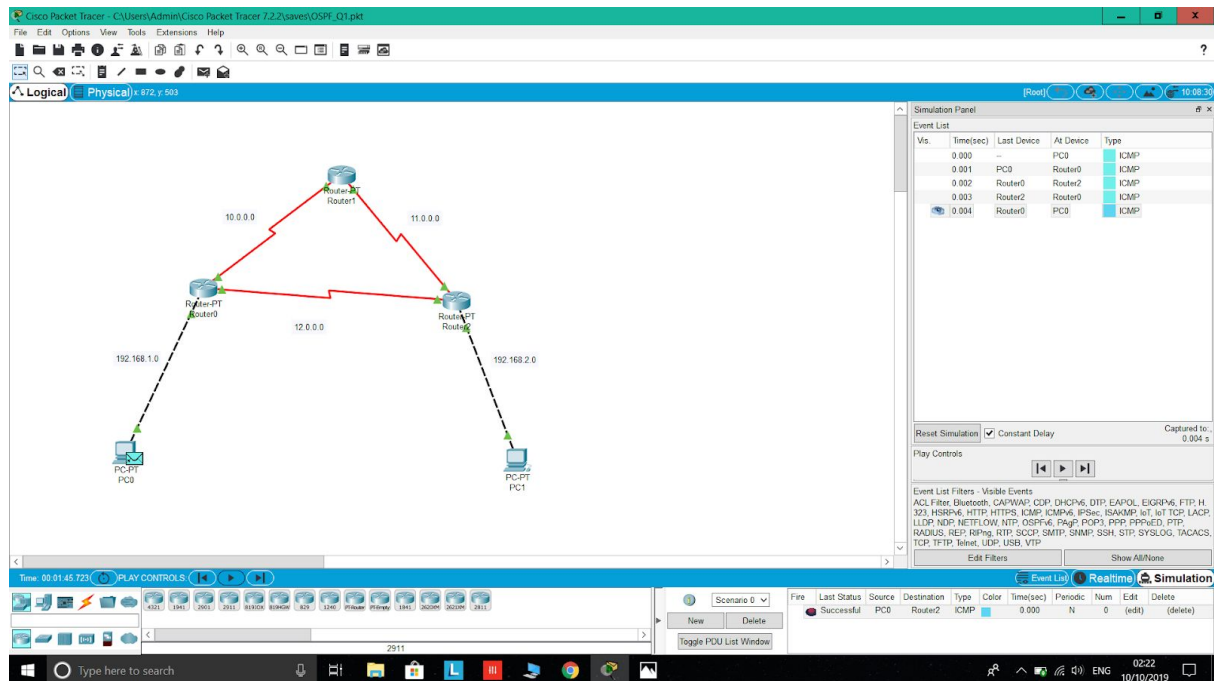 Cisco Packet Tracer - C:\Users\Admin\Cisco Packet Tracer 7.2.2\saves\OSPF_Q1.pkt
File Edit Options View Tools Extensions Help
?
Logical Physical x: 872, y: 503 [Root] 10:08:30
Simulation Panel
Event List
Vis. Time(sec) Last Device At Device Type
0.000 -- PC0 ICMP
0.001 PC0 Router0 ICMP
0.002 Router0 Router2 ICMP
0.003 Router2 Router0 ICMP
0.004 Router0 PC0 ICMP
Router-PT
Router1
10.0.0.0
11.0.0.0
Router-PT
Router0
Router-PT
Router2
12.0.0.0
192.168.1.0
192.168.2.0
PC-PT
PC0
PC-PT
PC1
Reset Simulation Constant Delay Captured to:
0.004 s
Play Controls
Event List Filters - Visible Events
ACL Filter, Bluetooth, CAPWAP, CDP, DHCPv6, DTP, EAPOL, EIGRPv6, FTP, H.
323, HSRPv6, HTTP, HTTPS, ICMP, ICMPv6, IPSec, ISAKMP, IoT, IoT TCP, LACP,
LLDP, NDP, NETFLOW, NTP, OSPFv6, PAgP, POP3, PPP, PPPoED, PTP,
RADIUS, REP, RIPng, RTP, SCCP, SMTP, SNMP, SSH, STP, SYSLOG, TACACS,
TCP, TFTP, Telnet, UDP, USB, VTP
Edit Filters Show All/None
Time: 00:01:45.723 PLAY CONTROLS: Event List Realtime Simulation
4321 1941 2901 2911 819IOX 819HGW 829 1240 PT-Router PT-Empty 1841 2620XM 2621XM 2811
2911
Scenario 0
New Delete
Toggle PDU List Window
Fire Last Status Source Destination Type Color Time(sec) Periodic Num Edit Delete
Successful PC0 Router2 ICMP 0.000 N 0 (edit) (delete)
Type here to search
L
ENG
02:22
10/10/2019